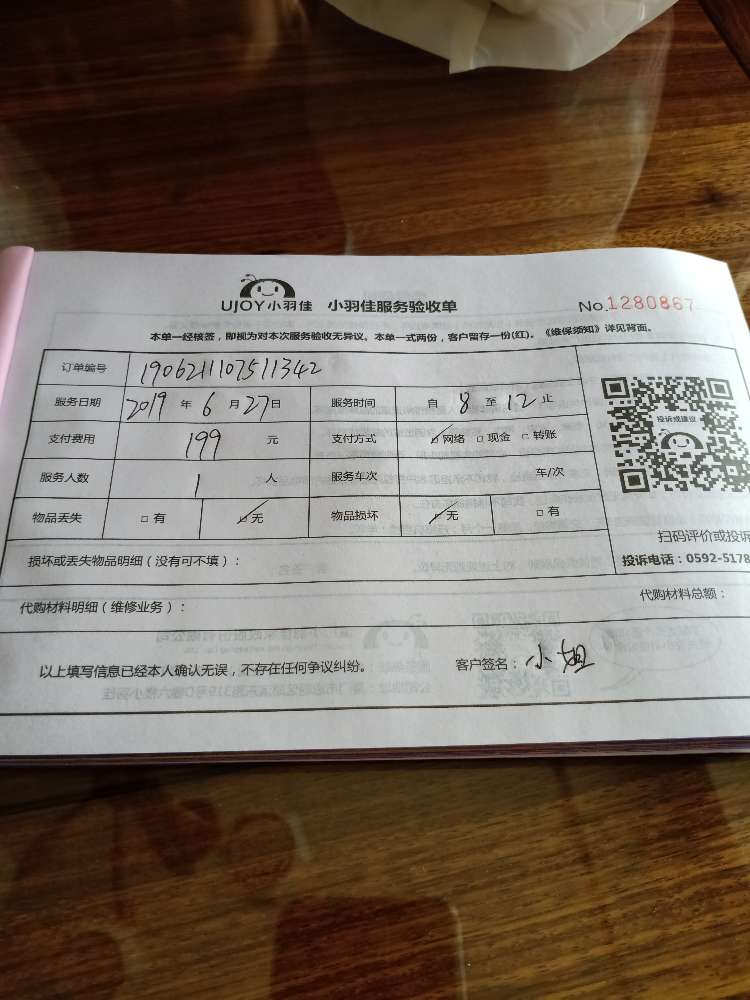 UJOY小羽佳 小羽佳服务验收单 No.1280867
本单一经核签，即视为对本次服务验收无异议。本单一式两份，客户留存一份(红)。《维保须知》详见背面。
订单编号 190621110751134​2
服务日期 2019 年 6 月 27 日 服务时间 自 8 至 12 止
支付费用 199 元 支付方式 ☑网络 □现金 □转账
投诉或建议
服务人数 1 人 服务车次 车/次
物品丢失 □有 ☑无 物品损坏 ☑无 □有
扫码评价或投诉
损坏或丢失物品明细（没有可不填）： 投诉电话：0592-5178
代购材料明细（维修业务）： 代购材料总额：
以上填写信息已经本人确认无误，不存在任何争议纠纷。 客户签名：小姐